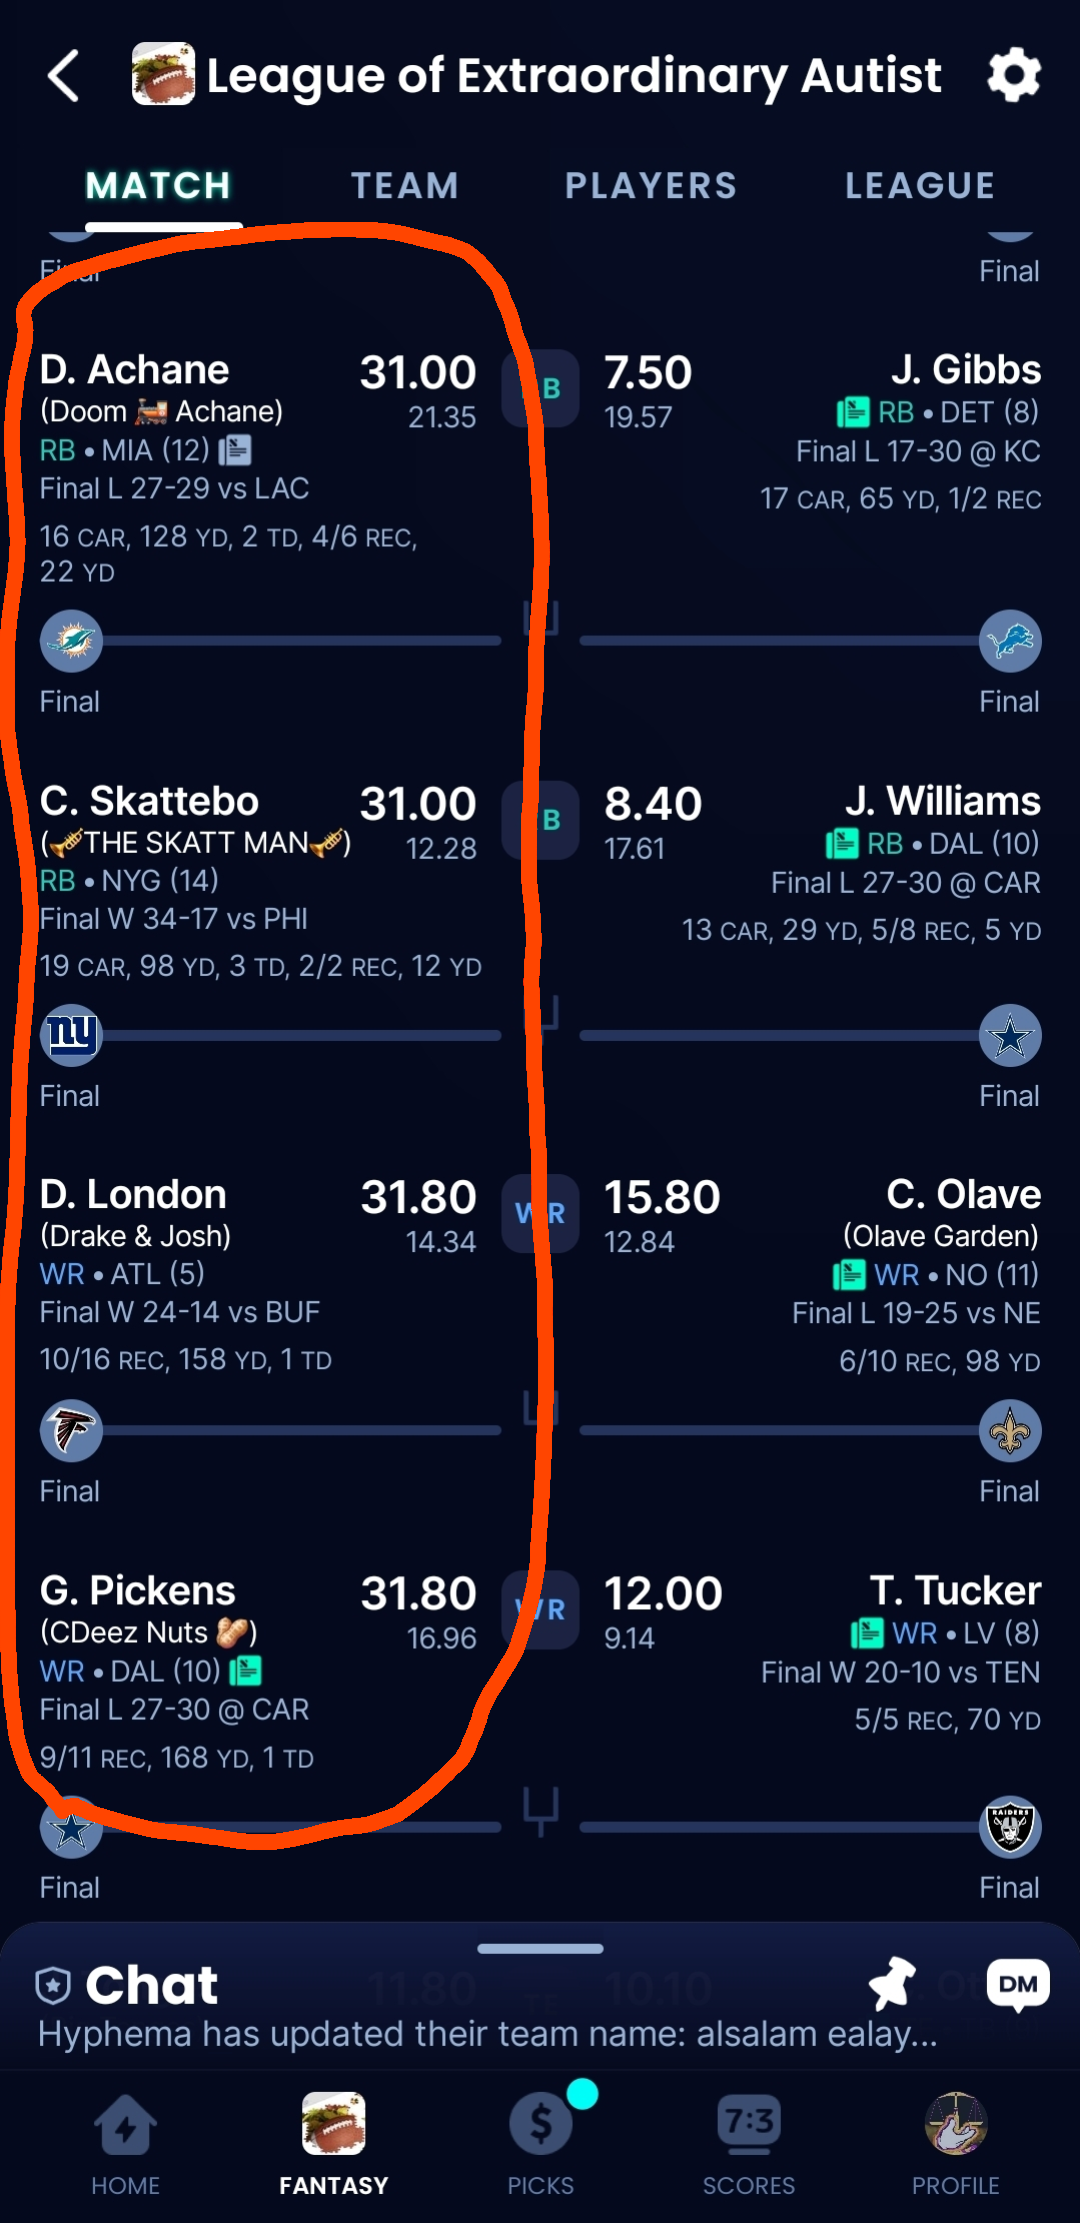 League of Extraordinary Autist
MATCH TEAM PLAYERS LEAGUE
Final Final
D. Achane 31.00 RB 7.50 J. Gibbs
(Doom 🚂 Achane) 21.35 19.57 RB • DET (8)
RB • MIA (12) Final L 17-30 @ KC
Final L 27-29 vs LAC 17 CAR, 65 YD, 1/2 REC
16 CAR, 128 YD, 2 TD, 4/6 REC,
22 YD
Final Final
C. Skattebo 31.00 RB 8.40 J. Williams
(🎺THE SKATT MAN🎺) 12.28 17.61 RB • DAL (10)
RB • NYG (14) Final L 27-30 @ CAR
Final W 34-17 vs PHI 13 CAR, 29 YD, 5/8 REC, 5 YD
19 CAR, 98 YD, 3 TD, 2/2 REC, 12 YD
ny
Final Final
D. London 31.80 WR 15.80 C. Olave
(Drake & Josh) 14.34 12.84 (Olave Garden)
WR • ATL (5) WR • NO (11)
Final W 24-14 vs BUF Final L 19-25 vs NE
10/16 REC, 158 YD, 1 TD 6/10 REC, 98 YD
Final Final
G. Pickens 31.80 WR 12.00 T. Tucker
(CDeez Nuts 🥜) 16.96 9.14 WR • LV (8)
WR • DAL (10) Final W 20-10 vs TEN
Final L 27-30 @ CAR 5/5 REC, 70 YD
9/11 REC, 168 YD, 1 TD
RAIDERS
Final Final
Chat 11.80 TE 10.10 DM
Hyphema has updated their team name: alsalam ealay...
$ 7:3
HOME FANTASY PICKS SCORES PROFILE